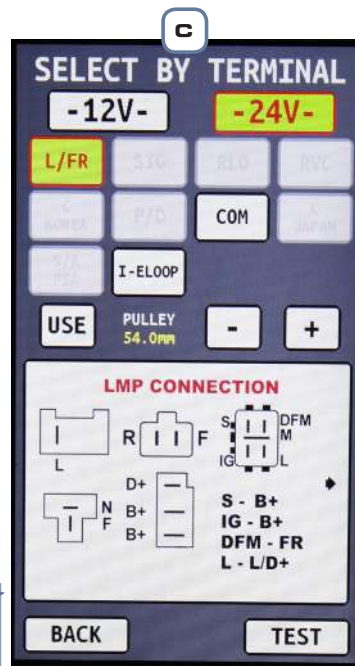 C
SELECT BY TERMINAL
-12V- -24V-
L/FR SIG RLO RVC
C KOREA P/D COM C JAPAN
I-ELOOP
USE PULLEY 54.0mm - +
LMP CONNECTION
L
R F
S DFM
M
IG L
N
F
D+
B+
B+
S - B+
IG - B+
DFM - FR
L - L/D+
BACK TEST